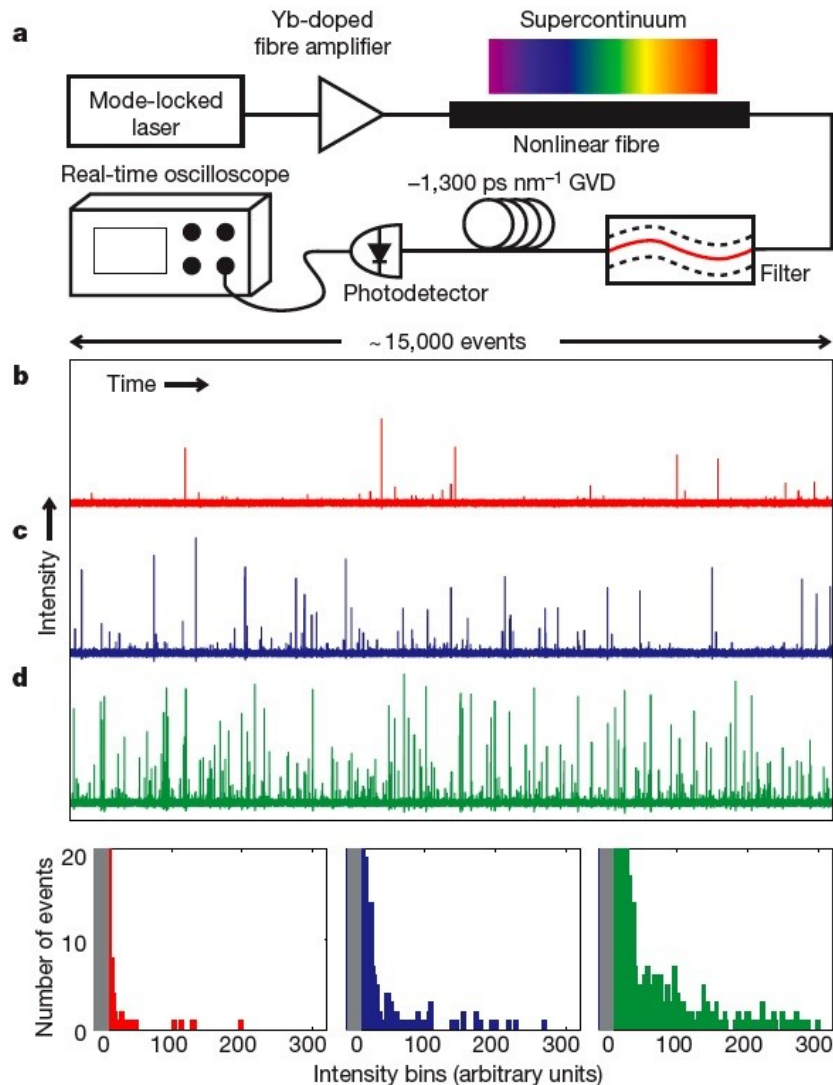 a
Yb-doped
fibre amplifier
Supercontinuum
Mode-locked
laser
Nonlinear fibre
Real-time oscilloscope
–1,300 ps nm⁻¹ GVD
Photodetector
Filter
~15,000 events
b
Time
c
Intensity
d
Number of events
20
10
0
0 100 200 300
0 100 200 300
0 100 200 300
Intensity bins (arbitrary units)